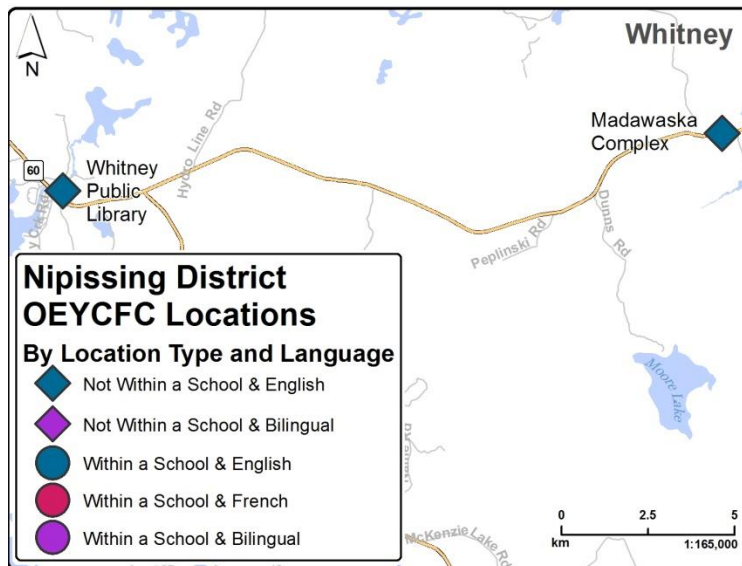 Whitney
N
Madawaska
Complex
Hydro Line Rd
60
Whitney
Public
Library
Dunns Rd
Peplinski Rd
Nipissing District
OEYCFC Locations
By Location Type and Language
Not Within a School & English
Not Within a School & Bilingual
Within a School & English
Within a School & French
Within a School & Bilingual
Moore Lake
McKenzie Lake Rd
0 2.5 5
km 1:165,000